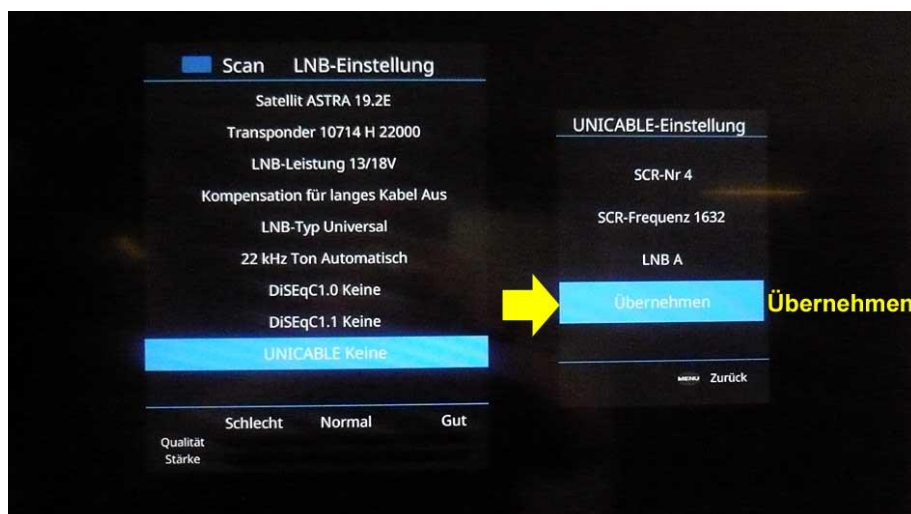 Scan LNB-Einstellung
Satellit ASTRA 19.2E
Transponder 10714 H 22000
LNB-Leistung 13/18V
Kompensation für langes Kabel Aus
LNB-Typ Universal
22 kHz Ton Automatisch
DiSEqC1.0 Keine
DiSEqC1.1 Keine
UNICABLE Keine
Schlecht Normal Gut
Qualität
Stärke
UNICABLE-Einstellung
SCR-Nr 4
SCR-Frequenz 1632
LNB A
Übernehmen
Übernehmen
MENU Zurück